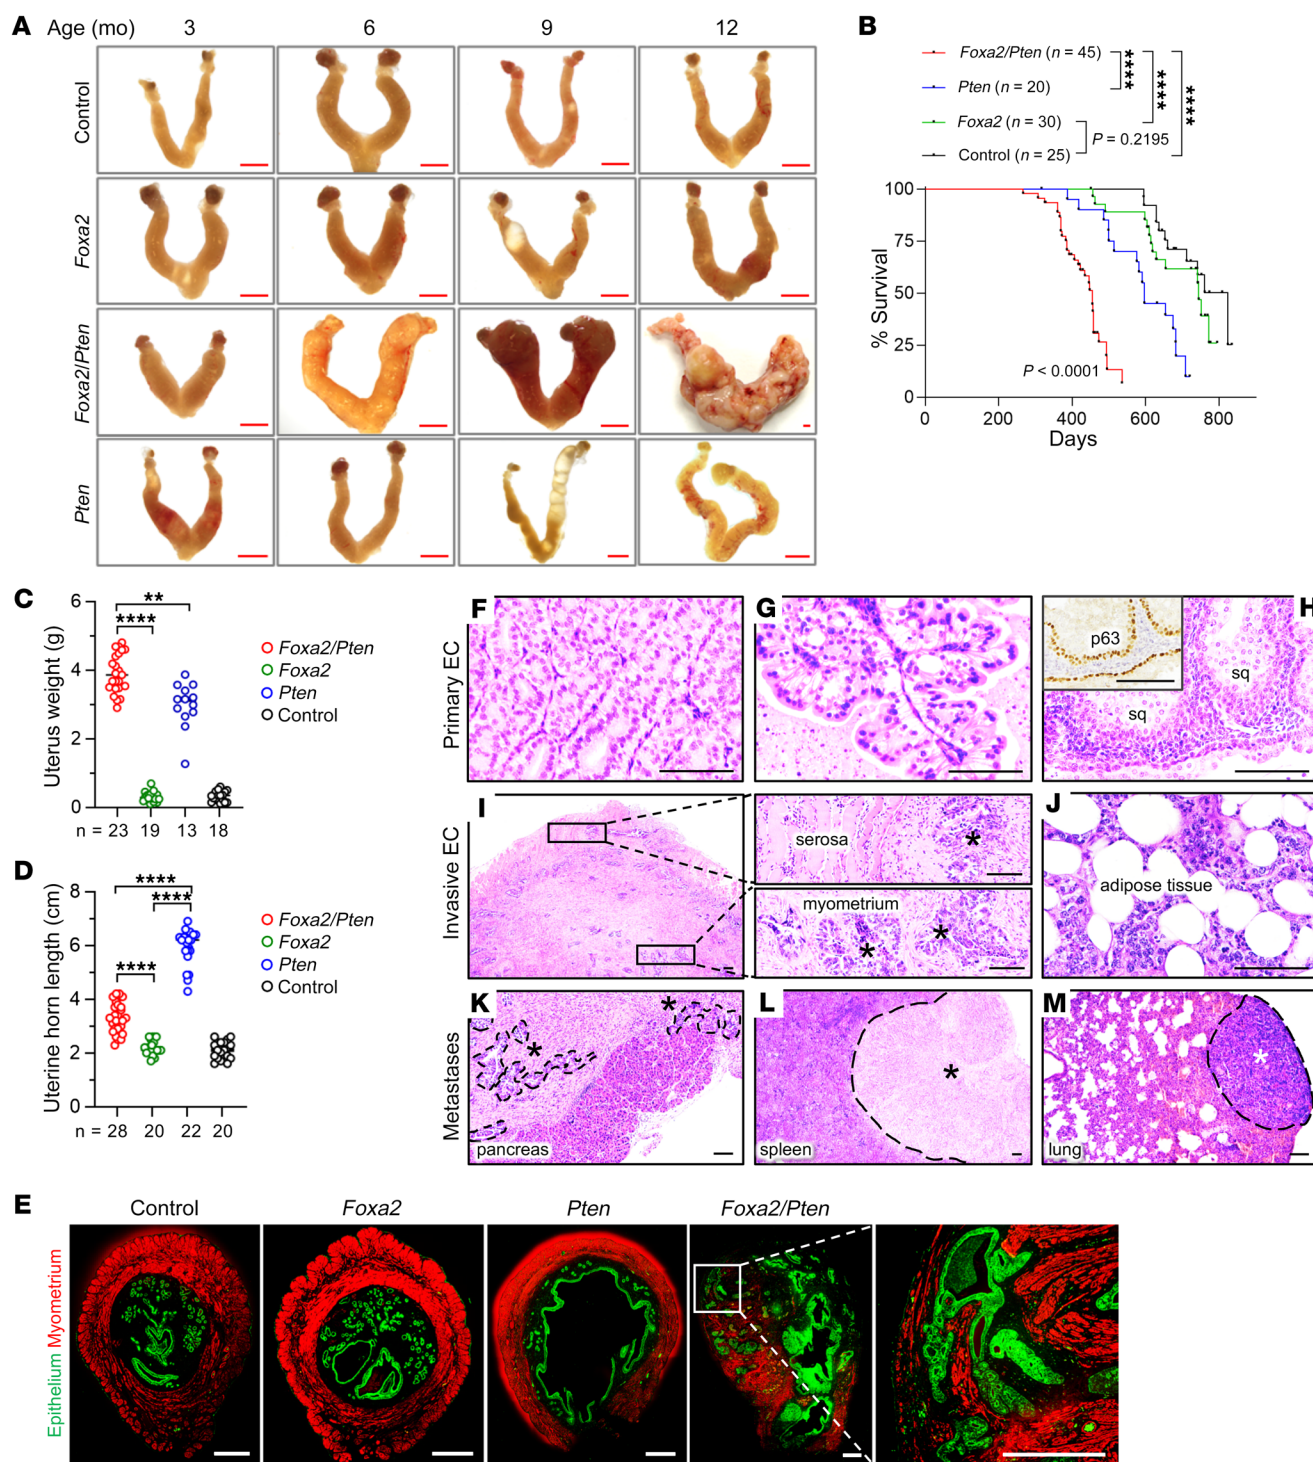 A Age (mo) 3 6 9 12
Control
Foxa2
Foxa2/Pten
Pten
B
Foxa2/Pten (n = 45)
Pten (n = 20)
Foxa2 (n = 30)
Control (n = 25)
****
****
****
P = 0.2195
100
75
50
25
0
% Survival
P < 0.0001
0 200 400 600 800
Days
C
**
****
6
4
2
0
Uterus weight (g)
n = 23 19 13 18
Foxa2/Pten
Foxa2
Pten
Control
D
****
****
****
8
6
4
2
0
Uterine horn length (cm)
n = 28 20 22 20
Foxa2/Pten
Foxa2
Pten
Control
Primary EC
F
G
H
p63
sq
sq
Invasive EC
I
serosa
*
myometrium
*
*
J
adipose tissue
Metastases
K
*
*
pancreas
L
*
spleen
M
*
lung
E Control Foxa2 Pten Foxa2/Pten
Epithelium Myometrium